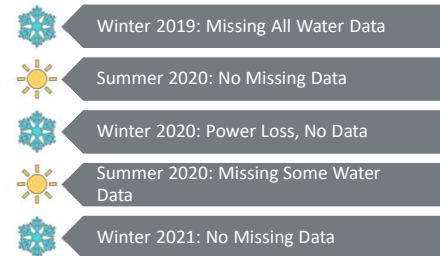 Winter 2019: Missing All Water Data
Summer 2020: No Missing Data
Winter 2020: Power Loss, No Data
Summer 2020: Missing Some Water
Data
Winter 2021: No Missing Data